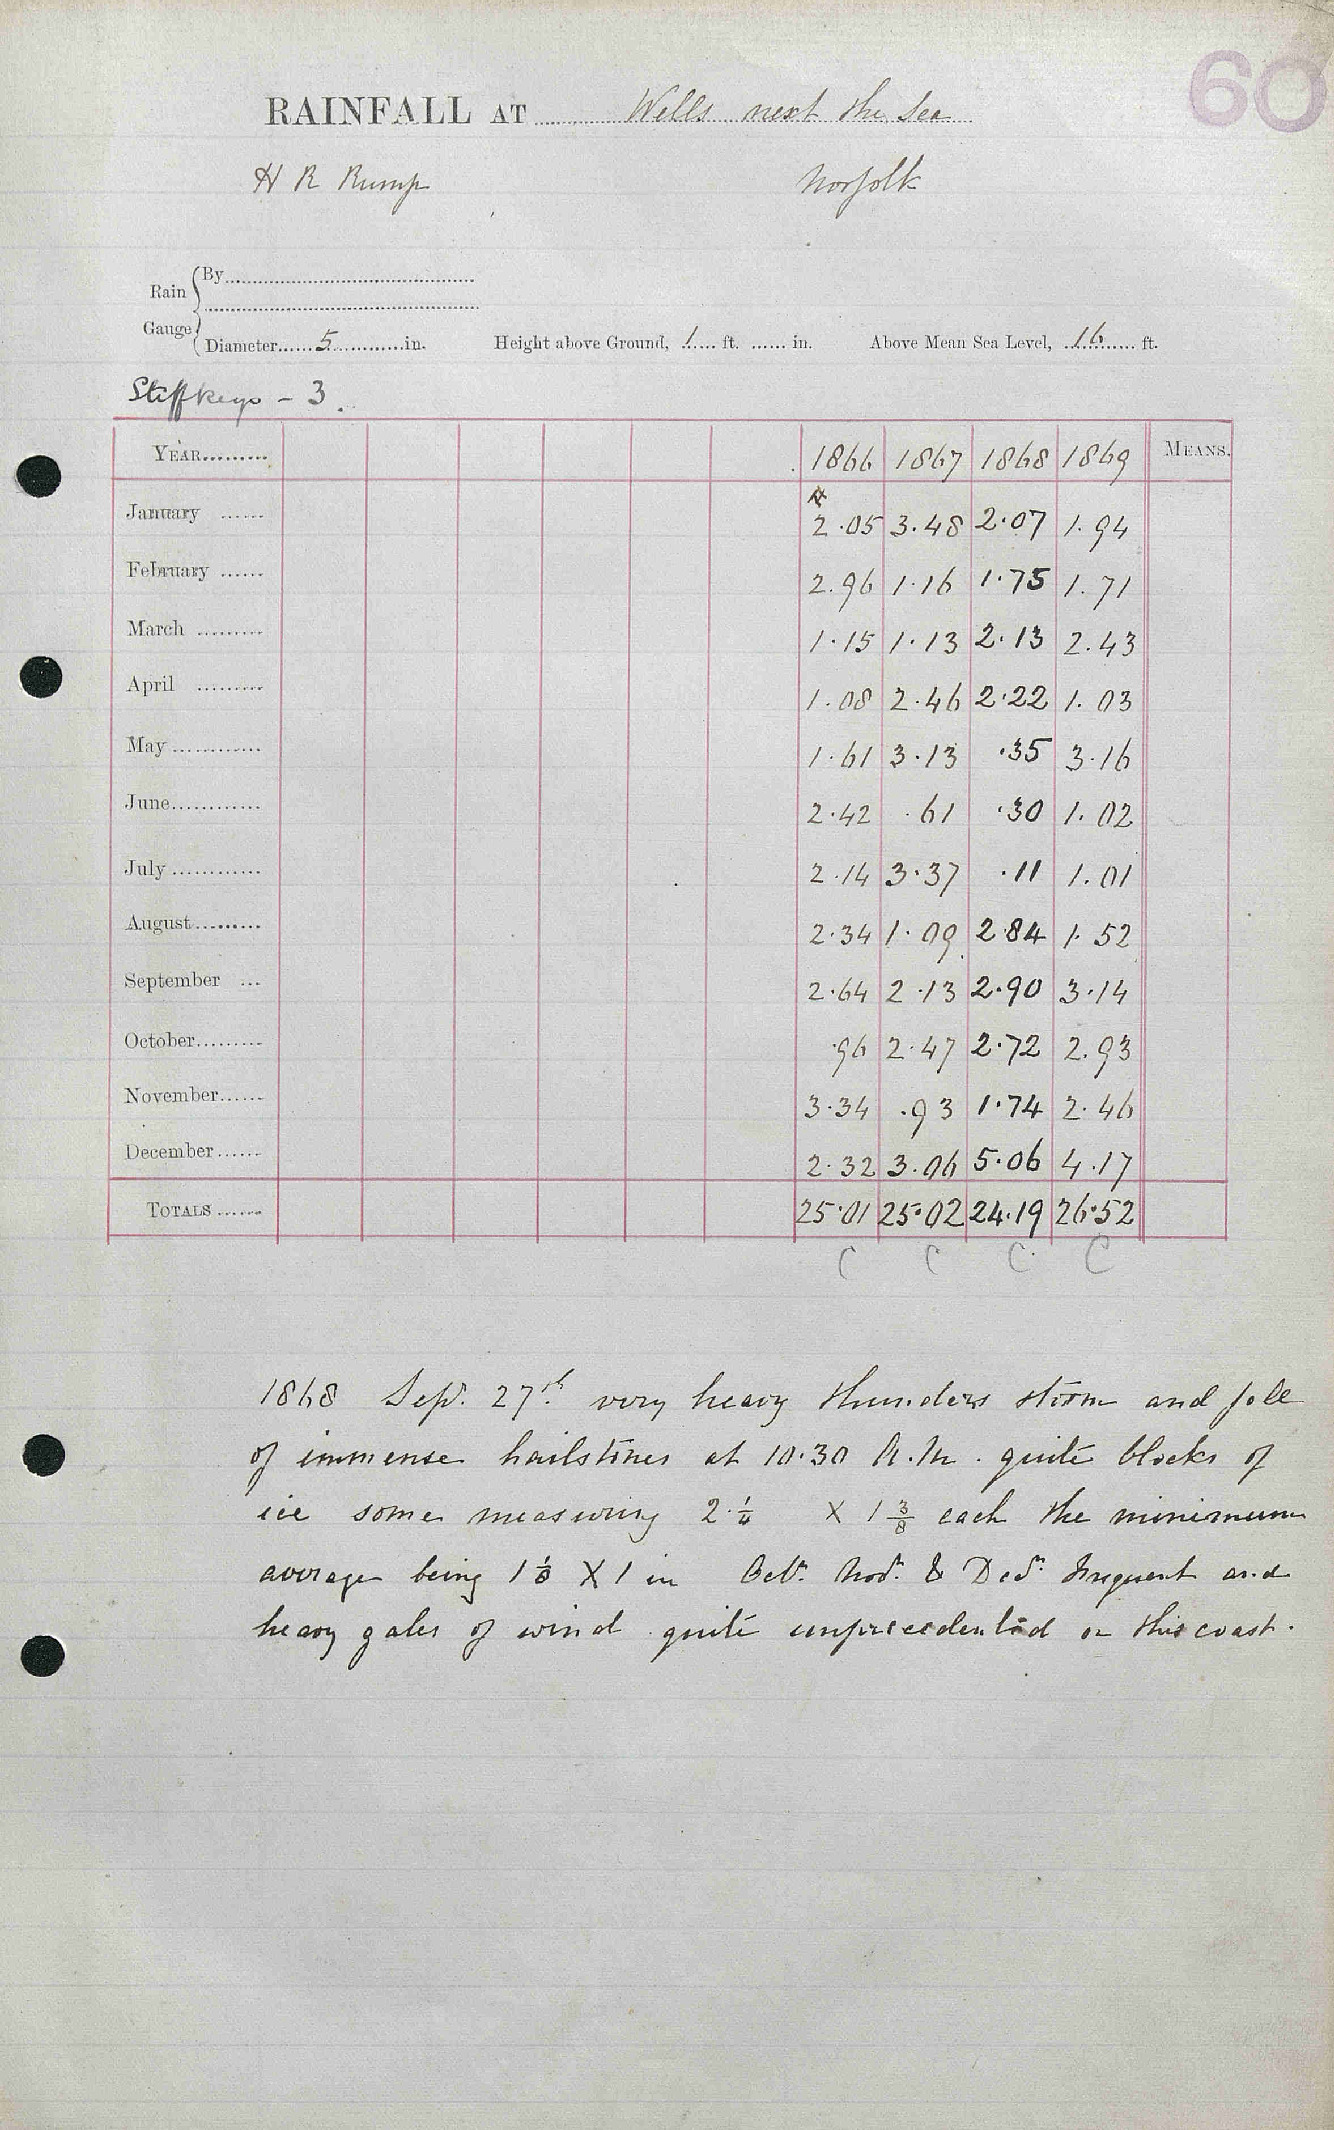 60
RAINFALL AT Wells next the Sea
H R Rump Norfolk
Rain Gauge { By
Diameter 5 in. Height above Ground, 1 ft. in. Above Mean Sea Level, 16 ft.
Stiffkeys - 3.
YEAR 1866 1867 1868 1869 MEANS.
January 2.05 3.48 2.07 1.94
February 2.96 1.16 1.75 1.71
March 1.15 1.13 2.13 2.43
April 1.08 2.46 2.22 1.03
May 1.61 3.13 .35 3.16
June 2.42 .61 .30 1.02
July 2.14 3.37 .11 1.01
August 2.34 1.09 2.84 1.52
September 2.64 2.13 2.90 3.14
October .96 2.47 2.72 2.93
November 3.34 .93 1.74 2.46
December 2.32 3.06 5.06 4.17
TOTALS 25.01 25.02 24.19 26.52
C C C C
1868 Sept. 27th very heavy thunders storm and fall
of immense hailstones at 10.30 A.M. quite blocks of
ice some measuring 2 1/4 X 1 3/8 each the minimum
average being 1 1/8 X 1 in Octr. Novr. & Decr. frequent and
heavy gales of wind quite unprecedented on this coast.